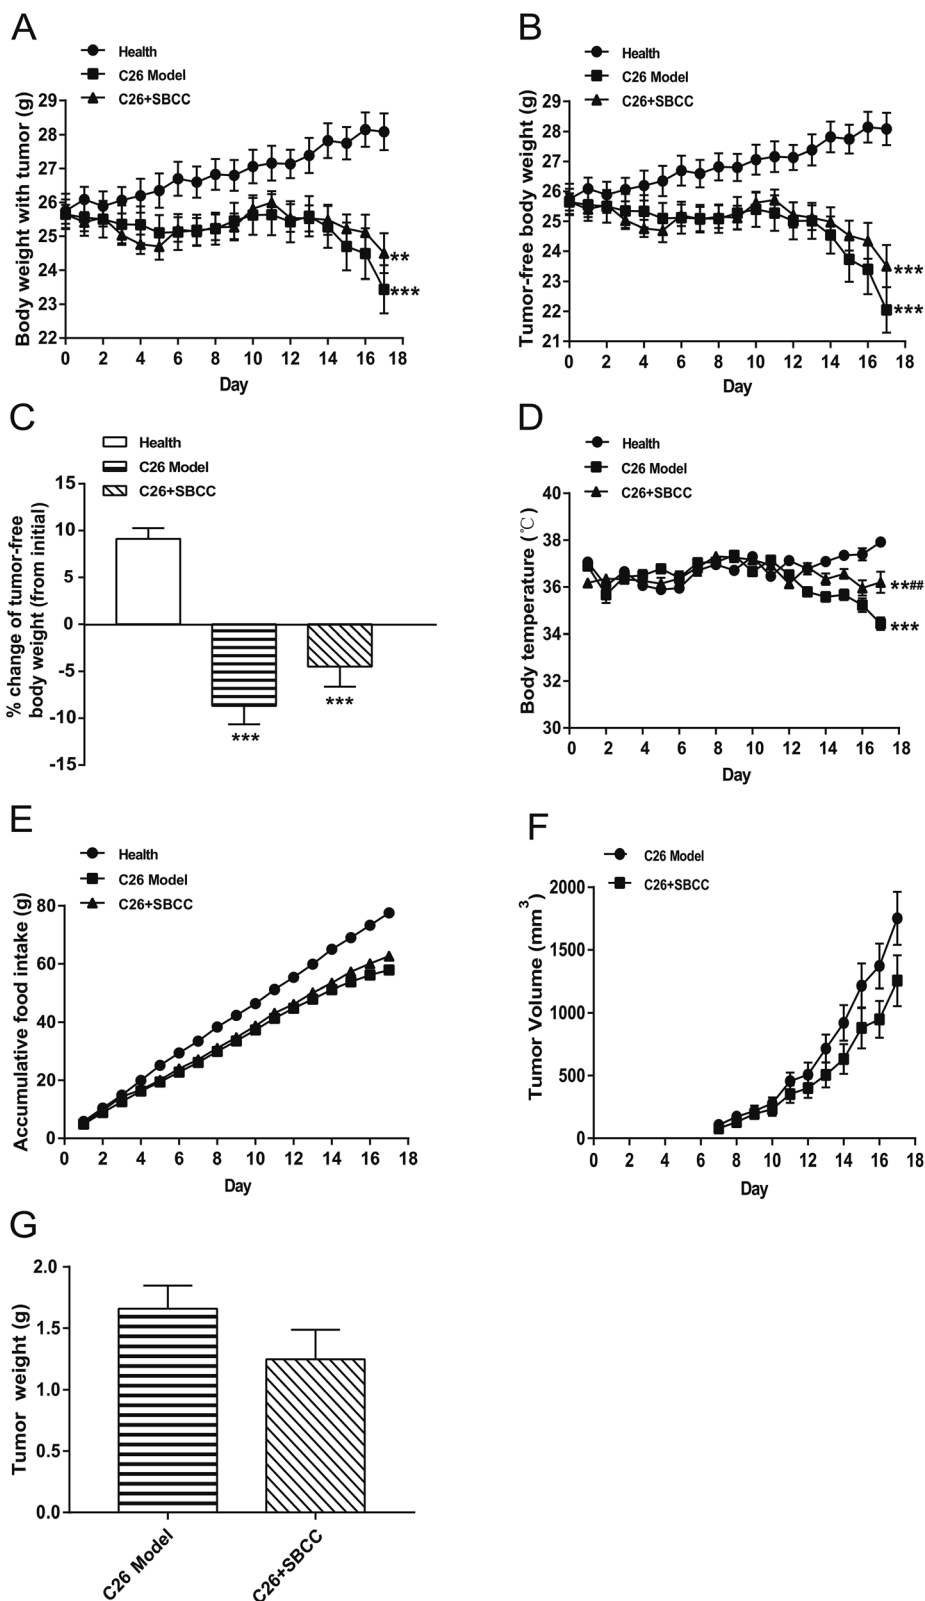 A
Health
C26 Model
C26+SBCC
Body weight with tumor (g)
29
28
27
26
25
24
23
22
**
***
0 2 4 6 8 10 12 14 16 18
Day
B
Health
C26 Model
C26+SBCC
Tumor-free body weight (g)
29
28
27
26
25
24
23
22
21
***
***
0 2 4 6 8 10 12 14 16 18
Day
C
Health
C26 Model
C26+SBCC
% change of tumor-free
body weight (from initial)
15
10
5
0
-5
-10
-15
***
***
D
Health
C26 Model
C26+SBCC
Body temperature (℃)
40
38
36
34
32
30
**##
***
0 2 4 6 8 10 12 14 16 18
Day
E
Health
C26 Model
C26+SBCC
Accumulative food intake (g)
80
60
40
20
0
0 2 4 6 8 10 12 14 16 18
Day
F
C26 Model
C26+SBCC
Tumor Volume (mm³)
2000
1500
1000
500
0
0 2 4 6 8 10 12 14 16 18
Day
G
Tumor weight (g)
2.0
1.5
1.0
0.5
0.0
C26 Model
C26+SBCC